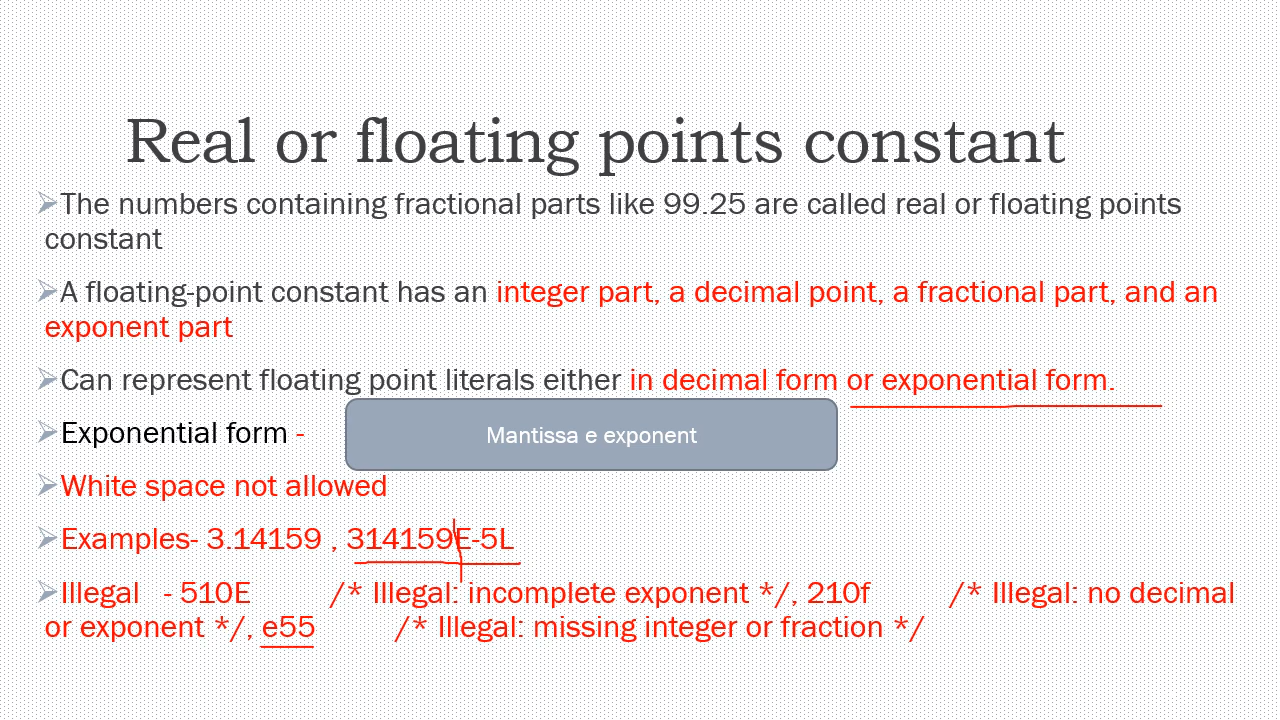 Real or floating points constant
The numbers containing fractional parts like 99.25 are called real or floating points
constant
A floating-point constant has an integer part, a decimal point, a fractional part, and an
exponent part
Can represent floating point literals either in decimal form or exponential form.
Exponential form -
Mantissa e exponent
White space not allowed
Examples- 3.14159 , 314159E-5L
Illegal - 510E /* Illegal: incomplete exponent */, 210f /* Illegal: no decimal
or exponent */, e55 /* Illegal: missing integer or fraction */